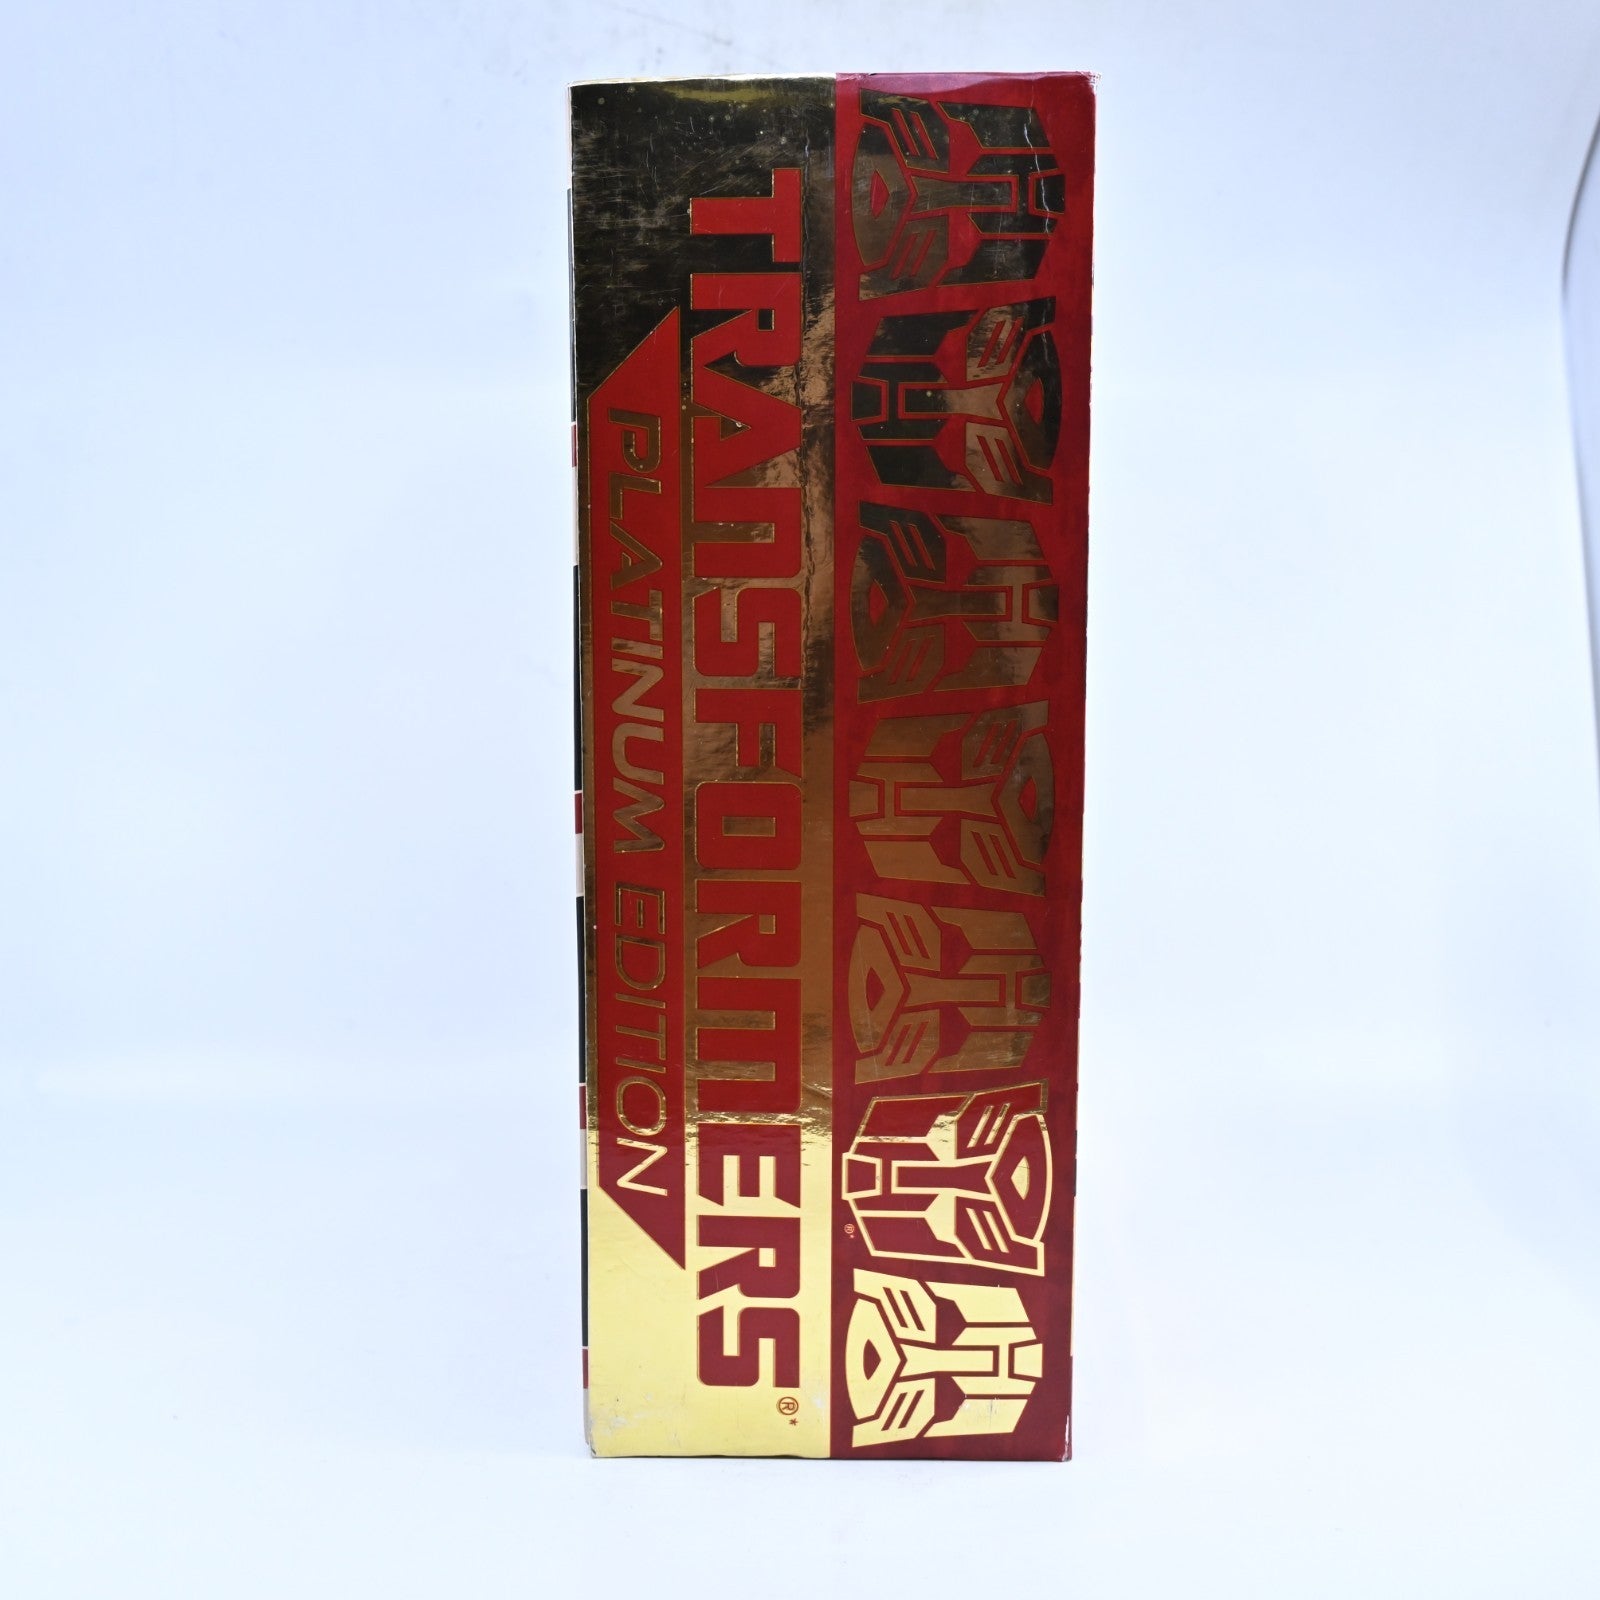 TRANSFORMERS®*
PLATINUM EDITION
®*